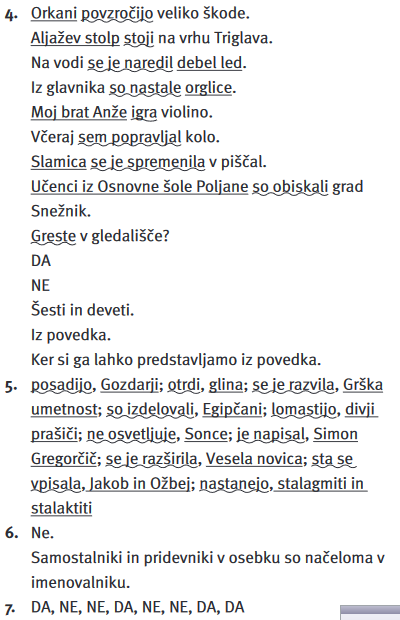 4. Orkani povzročijo veliko škode.
Aljažev stolp stoji na vrhu Triglava.
Na vodi se je naredil debel led.
Iz glavnika so nastale orglice.
Moj brat Anže igra violino.
Včeraj sem popravljal kolo.
Slamica se je spremenila v piščal.
Učenci iz Osnovne šole Poljane so obiskali grad
Snežnik.
Greste v gledališče?
DA
NE
Šesti in deveti.
Iz povedka.
Ker si ga lahko predstavljamo iz povedka.
5. posadijo, Gozdarji; otrdi, glina; se je razvila, Grška
umetnost; so izdelovali, Egipčani; lomastijo, divji
prašiči; ne osvetljuje, Sonce; je napisal, Simon
Gregorčič; se je razširila, Vesela novica; sta se
vpisala, Jakob in Ožbej; nastanejo, stalagmiti in
stalaktiti
6. Ne.
Samostalniki in pridevniki v osebku so načeloma v
imenovalniku.
7. DA, NE, NE, DA, NE, NE, DA, DA